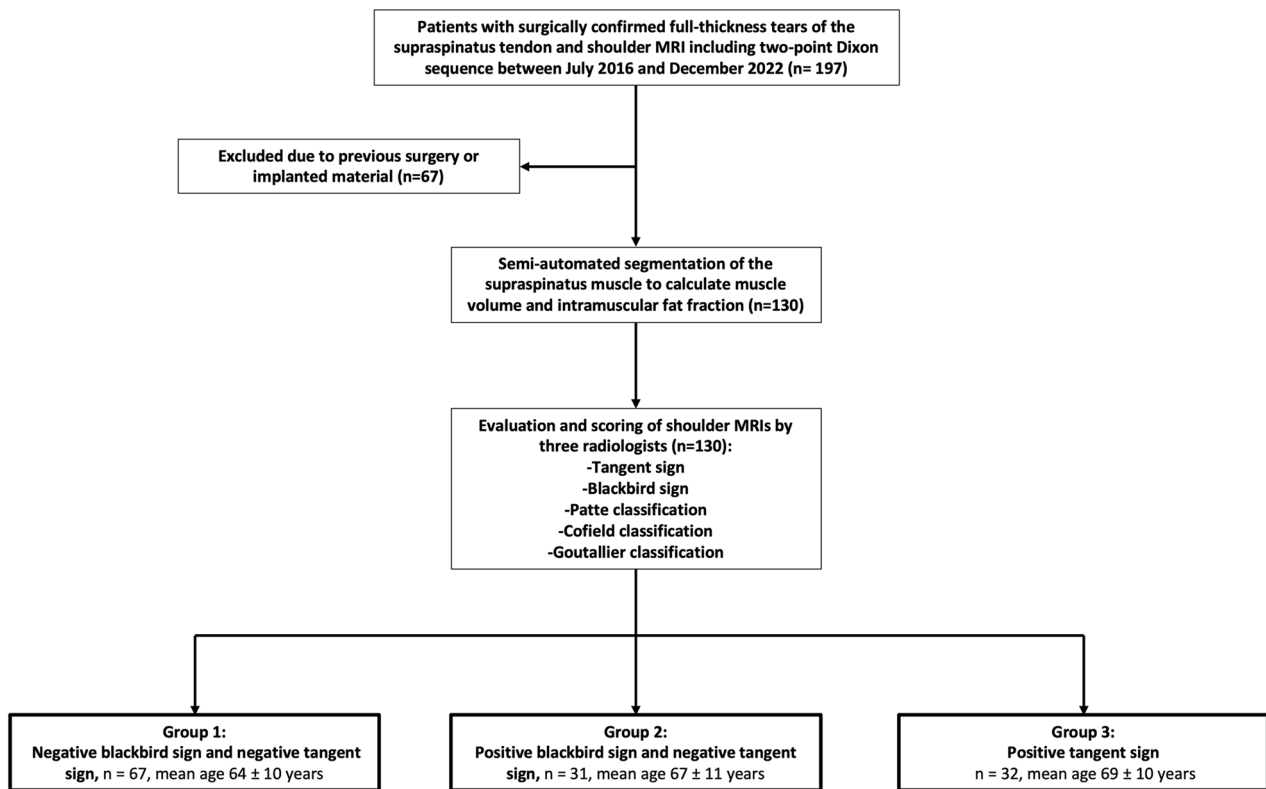 Patients with surgically confirmed full-thickness tears of the
supraspinatus tendon and shoulder MRI including two-point Dixon
sequence between July 2016 and December 2022 (n= 197)
Excluded due to previous surgery or
implanted material (n=67)
Semi-automated segmentation of the
supraspinatus muscle to calculate muscle
volume and intramuscular fat fraction (n=130)
Evaluation and scoring of shoulder MRIs by
three radiologists (n=130):
-Tangent sign
-Blackbird sign
-Patte classification
-Cofield classification
-Goutallier classification
Group 1:
Negative blackbird sign and negative tangent
sign, n = 67, mean age 64 ± 10 years
Group 2:
Positive blackbird sign and negative tangent
sign, n = 31, mean age 67 ± 11 years
Group 3:
Positive tangent sign
n = 32, mean age 69 ± 10 years